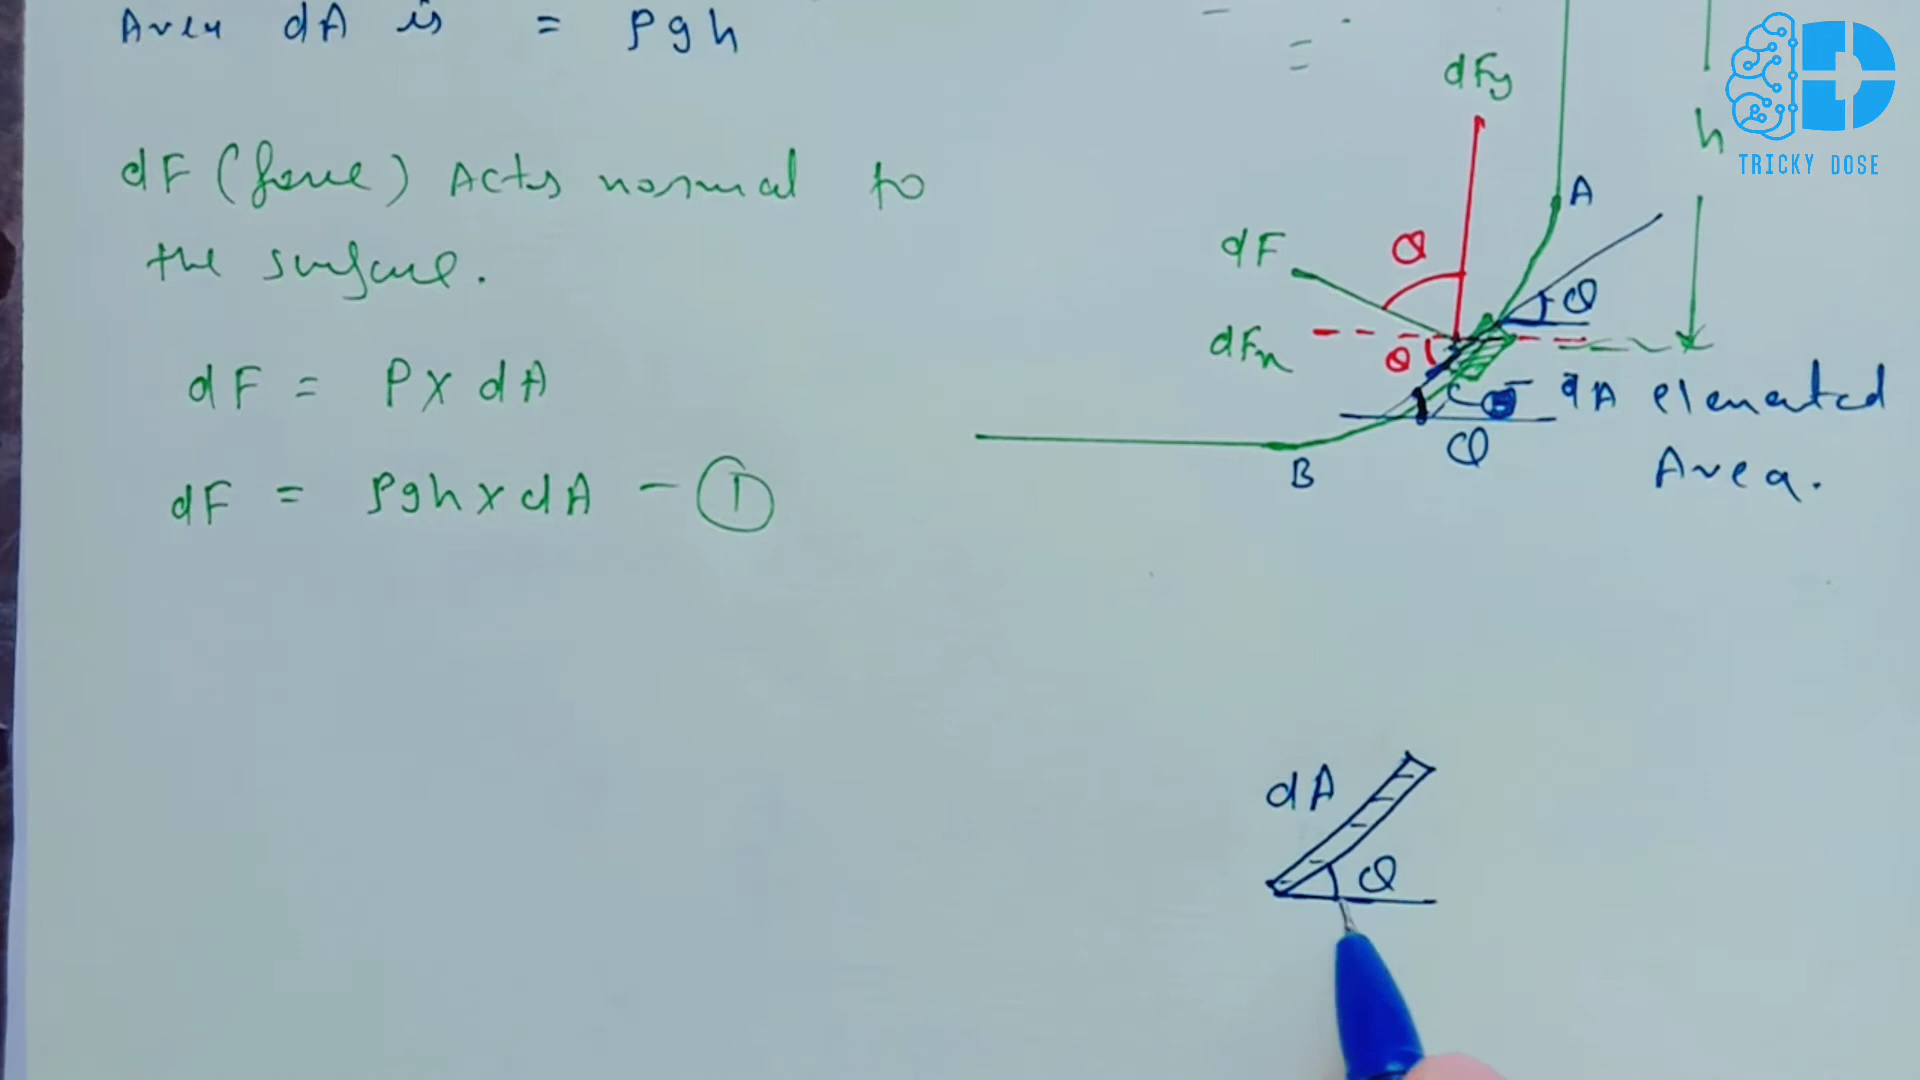 Area dA is = ρgh
dF (force) Acts normal to
the surface.
dF = P X dA
dF = ρgh x dA - ①
dFy
h
TRICKY DOSE
A
dF
θ
θ
dFx
θ
C
dA elemented
Area.
θ
B
dA
θ